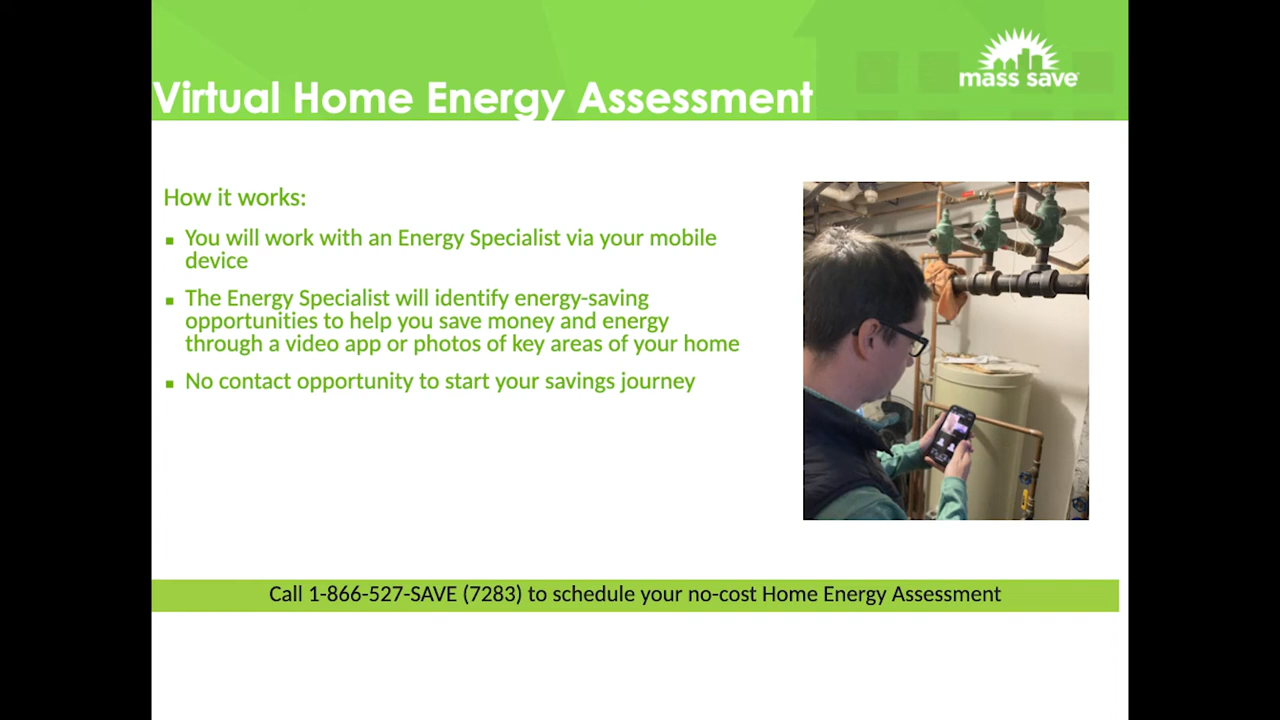 mass save
Virtual Home Energy Assessment
How it works:
▪ You will work with an Energy Specialist via your mobile
device
▪ The Energy Specialist will identify energy-saving
opportunities to help you save money and energy
through a video app or photos of key areas of your home
▪ No contact opportunity to start your savings journey
Call 1-866-527-SAVE (7283) to schedule your no-cost Home Energy Assessment